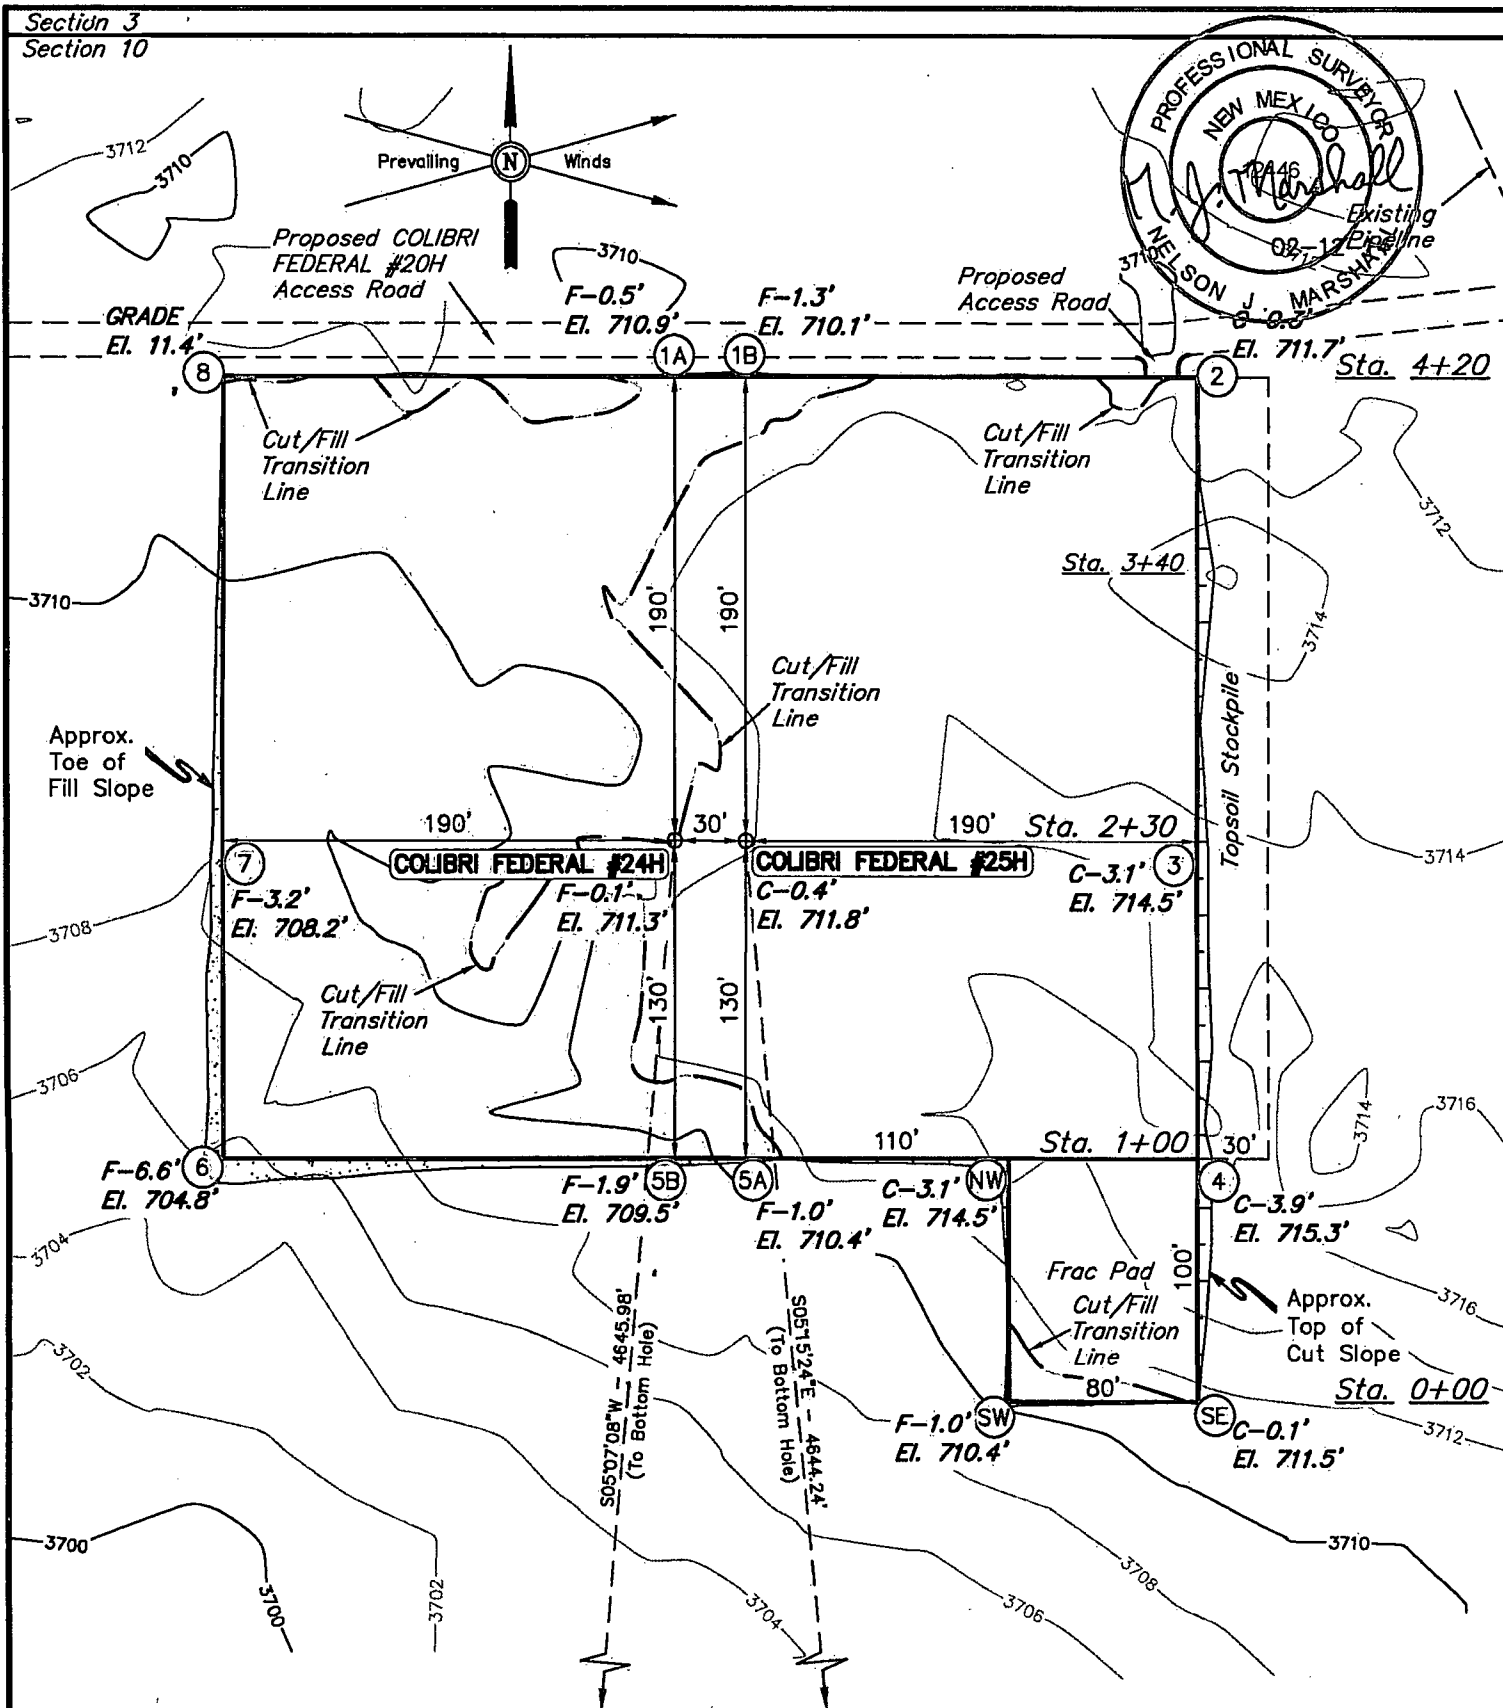 Section 3
Section 10
PROFESSIONAL SURVEYOR
NEW MEXICO
12446
N. J. Marshall
NELSON J. MARSHALL
Existing
Pipeline
Prevailing
N
Winds
3712
3710
Proposed COLIBRI
FEDERAL #20H
Access Road
3710
3710
Proposed
Access Road
GRADE
El. 11.4'
F-0.5'
El. 710.9'
F-1.3'
El. 710.1'
El. 711.7'
Sta. 4+20
8
1A
1B
2
Cut/Fill
Transition
Line
Cut/Fill
Transition
Line
3712
Sta. 3+40
3710
190'
190'
3714
Cut/Fill
Transition
Line
Topsoil Stockpile
Approx.
Toe of
Fill Slope
190'
30'
190'
Sta. 2+30
3714
7
COLIBRI FEDERAL #24H
COLIBRI FEDERAL #25H
3
F-3.2'
El. 708.2'
F-0.1'
El. 711.3'
C-0.4'
El. 711.8'
C-3.1'
El. 714.5'
3708
Cut/Fill
Transition
Line
130'
130'
3706
3714
3716
110'
Sta. 1+00
30'
6
F-6.6'
El. 704.8'
5B
F-1.9'
El. 709.5'
5A
F-1.0'
El. 710.4'
NW
C-3.1'
El. 714.5'
4
C-3.9'
El. 715.3'
3704
100'
Frac Pad
Cut/Fill
Transition
Line
3716
Approx.
Top of
Cut Slope
S05°07'08"W - 4645.98'
(To Bottom Hole)
S05°15'24"E - 4644.24'
(To Bottom Hole)
3702
80'
Sta. 0+00
SW
F-1.0'
El. 710.4'
SE
C-0.1'
El. 711.5'
3712
3700
3710
3700
3702
3704
3706
3708